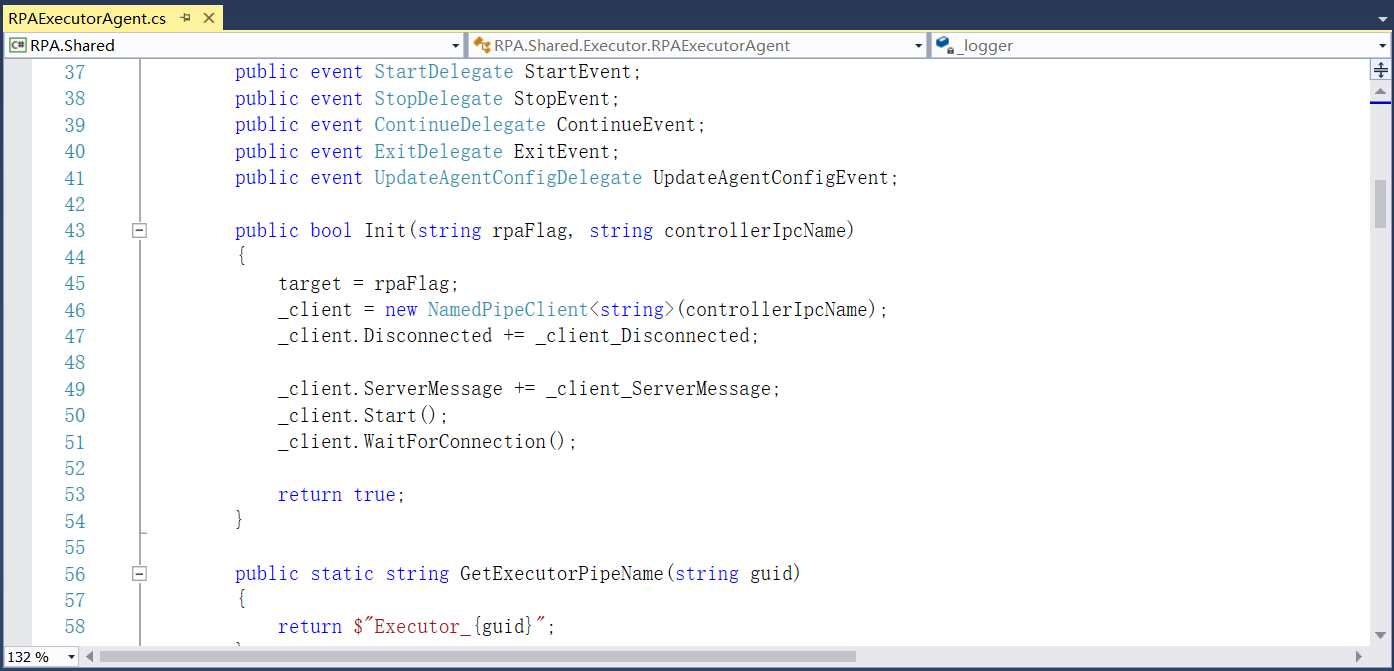 RPAExecutorAgent.cs
C# RPA.Shared
RPA.Shared.Executor.RPAExecutorAgent
_logger
37 public event StartDelegate StartEvent;
38 public event StopDelegate StopEvent;
39 public event ContinueDelegate ContinueEvent;
40 public event ExitDelegate ExitEvent;
41 public event UpdateAgentConfigDelegate UpdateAgentConfigEvent;
42
43 public bool Init(string rpaFlag, string controllerIpcName)
44 {
45 target = rpaFlag;
46 _client = new NamedPipeClient<string>(controllerIpcName);
47 _client.Disconnected += _client_Disconnected;
48
49 _client.ServerMessage += _client_ServerMessage;
50 _client.Start();
51 _client.WaitForConnection();
52
53 return true;
54 }
55
56 public static string GetExecutorPipeName(string guid)
57 {
58 return $"Executor_{guid}";
132 %